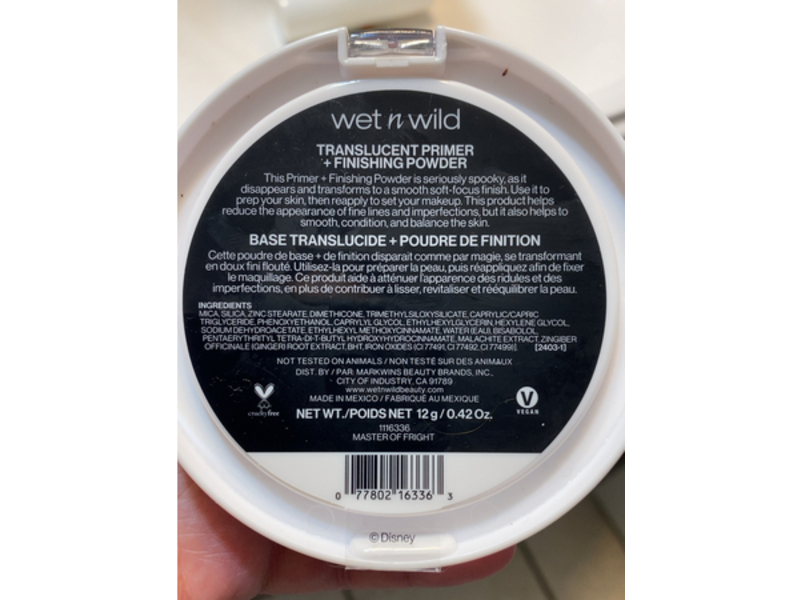 wet n wild
TRANSLUCENT PRIMER
+ FINISHING POWDER
This Primer + Finishing Powder is seriously spooky, as it
disappears and transforms to a smooth soft-focus finish. Use it to
prep your skin, then reapply to set your makeup. This product helps
reduce the appearance of fine lines and imperfections, but it also helps to
smooth, condition, and balance the skin.
BASE TRANSLUCIDE + POUDRE DE FINITION
Cette poudre de base + de finition disparait comme par magie, se transformant
en doux fini flouté. Utilisez-la pour préparer la peau, puis réappliquez afin de fixer
le maquillage. Ce produit aide à atténuer l'apparence des ridules et des
imperfections, en plus de contribuer à lisser, revitaliser et rééquilibrer la peau.
INGREDIENTS
MICA, SILICA, ZINC STEARATE, DIMETHICONE, TRIMETHYLSILOXYSILICATE, CAPRYLIC/CAPRIC
TRIGLYCERIDE, PHENOXYETHANOL, CAPRYLYL GLYCOL, ETHYLHEXYLGLYCERIN, HEXYLENE GLYCOL,
SODIUM DEHYDROACETATE, ETHYLHEXYL METHOXYCINNAMATE, WATER (EAU), BISABOLOL,
PENTAERYTHRITYL TETRA-DI-T-BUTYL HYDROXYHYDROCINNAMATE, MALACHITE EXTRACT, ZINGIBER
OFFICINALE (GINGER) ROOT EXTRACT, BHT, IRON OXIDES (CI 77491, CI 77492, CI 77499) [2403-1]
NOT TESTED ON ANIMALS / NON TESTÉ SUR DES ANIMAUX
DIST. BY / PAR: MARKWINS BEAUTY BRANDS, INC.,
CITY OF INDUSTRY, CA 91789
www.wetnwildbeauty.com
MADE IN MEXICO / FABRIQUÉ AU MEXIQUE
crueltyfree
V
VEGAN
NET WT./POIDS NET 12 g / 0.42 Oz.
1116336
MASTER OF FRIGHT
0 77802 16336 3
© Disney